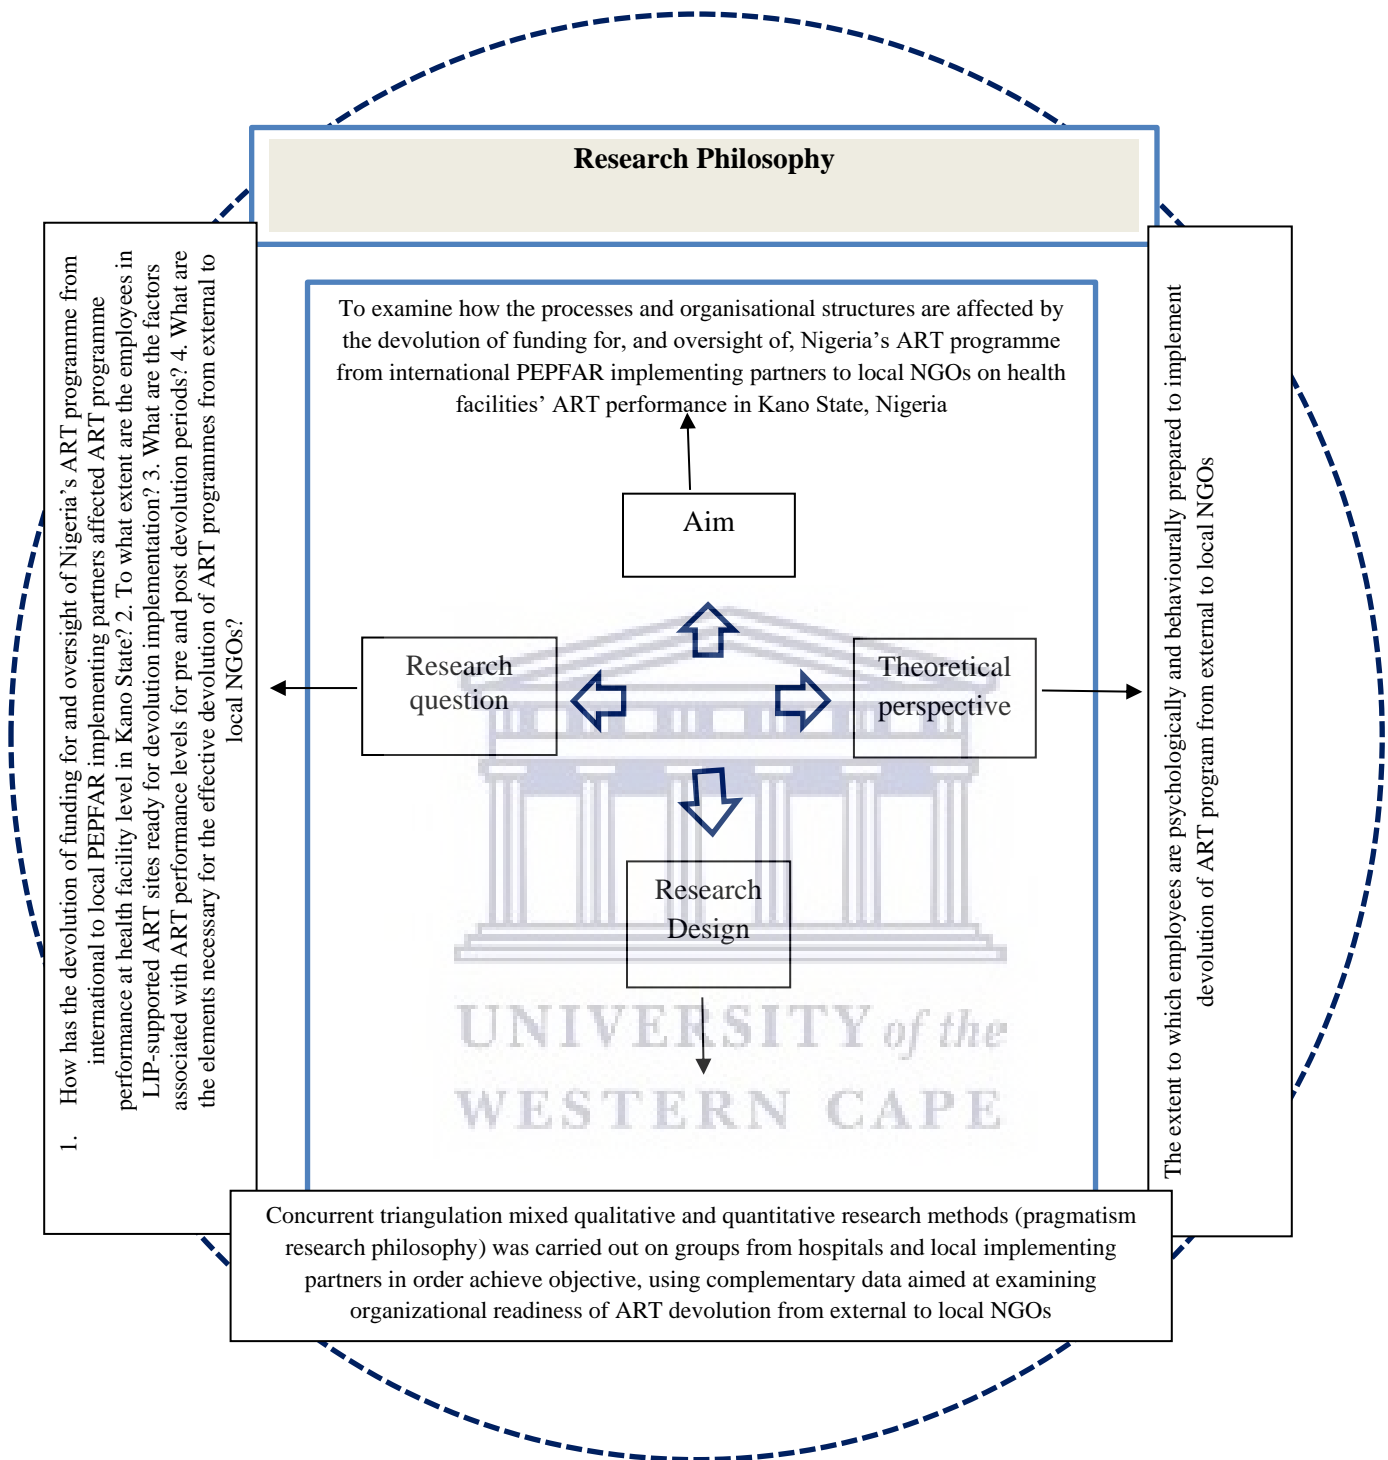 Research Philosophy
To examine how the processes and organisational structures are affected by
the devolution of funding for, and oversight of, Nigeria’s ART programme
from international PEPFAR implementing partners to local NGOs on health
facilities’ ART performance in Kano State, Nigeria
Aim
Research
question
Theoretical
perspective
Research
Design
1. How has the devolution of funding for and oversight of Nigeria’s ART programme from
international to local PEPFAR implementing partners affected ART programme
performance at health facility level in Kano State? 2. To what extent are the employees in
LIP-supported ART sites ready for devolution implementation? 3. What are the factors
associated with ART performance levels for pre and post devolution periods? 4. What are
the elements necessary for the effective devolution of ART programmes from external to
local NGOs?
The extent to which employees are psychologically and behaviourally prepared to implement
devolution of ART program from external to local NGOs
UNIVERSITY of the
WESTERN CAPE
Concurrent triangulation mixed qualitative and quantitative research methods (pragmatism
research philosophy) was carried out on groups from hospitals and local implementing
partners in order achieve objective, using complementary data aimed at examining
organizational readiness of ART devolution from external to local NGOs